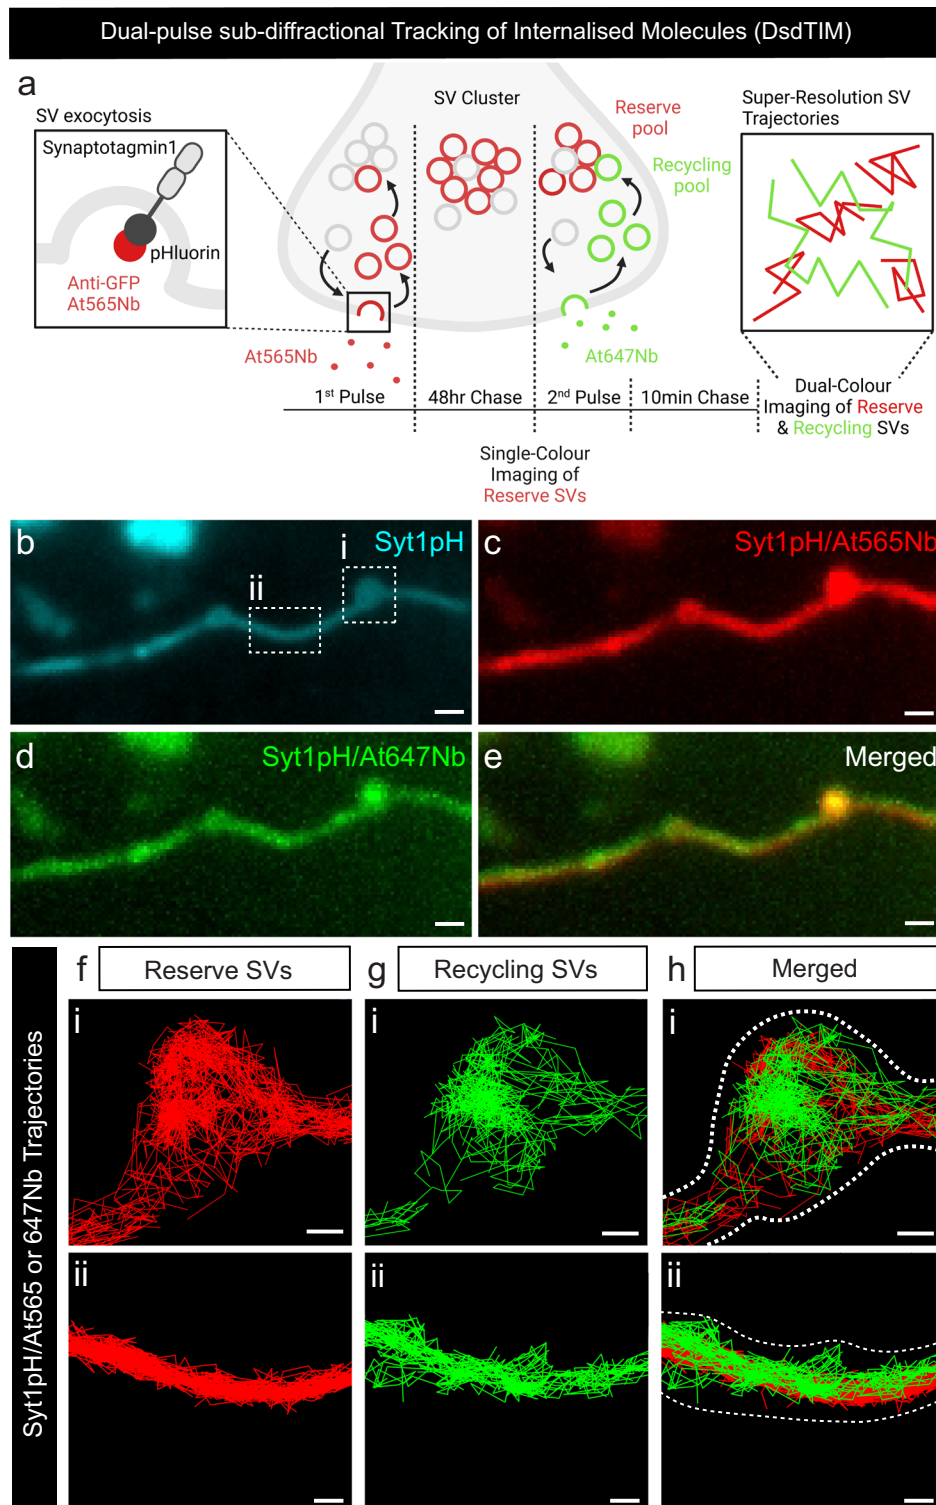 Dual-pulse sub-diffractional Tracking of Internalised Molecules (DsdTIM)
a
SV exocytosis
Synaptotagmin1
pHluorin
Anti-GFP
At565Nb
SV Cluster
Reserve
pool
Recycling
pool
At565Nb
At647Nb
1st Pulse
48hr Chase
2nd Pulse
10min Chase
Single-Colour
Imaging of
Reserve SVs
Super-Resolution SV
Trajectories
Dual-Colour
Imaging of Reserve
& Recycling SVs
b
Syt1pH
i
ii
c
Syt1pH/At565Nb
d
Syt1pH/At647Nb
e
Merged
Syt1pH/At565 or 647Nb Trajectories
f
Reserve SVs
g
Recycling SVs
h
Merged
i
i
i
ii
ii
ii